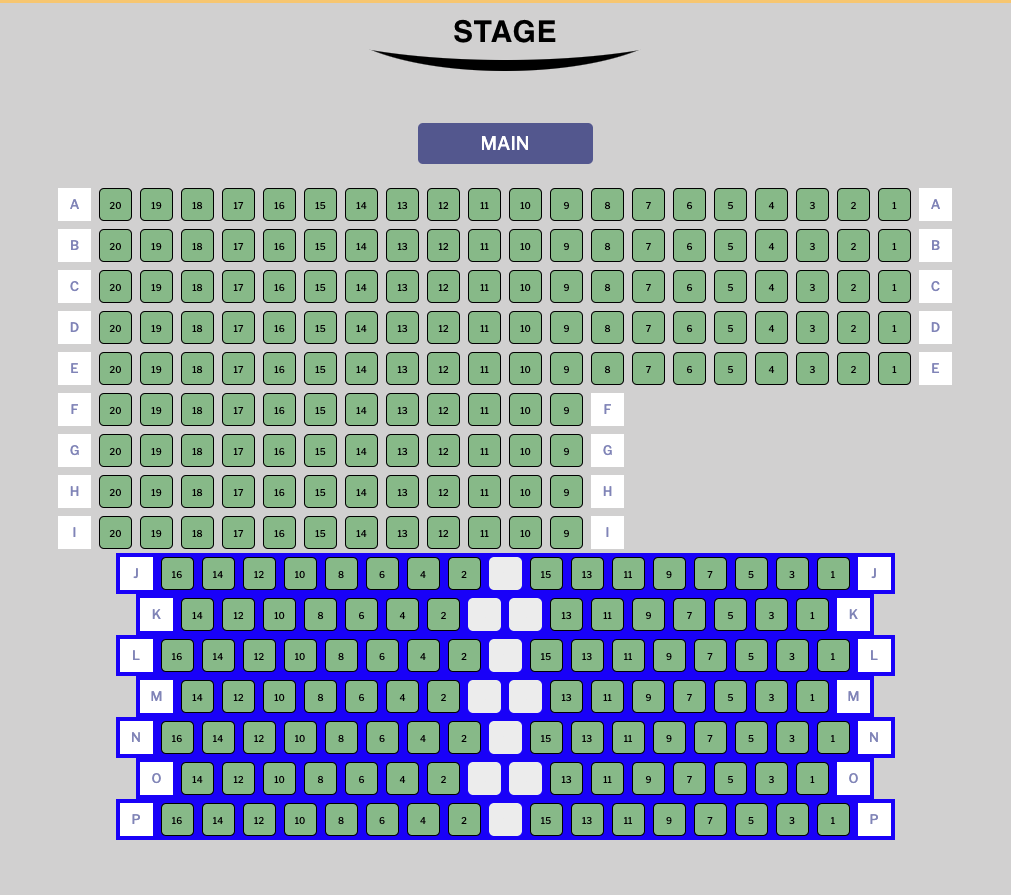 STAGE
MAIN
A 20 19 18 17 16 15 14 13 12 11 10 9 8 7 6 5 4 3 2 1 A
B 20 19 18 17 16 15 14 13 12 11 10 9 8 7 6 5 4 3 2 1 B
C 20 19 18 17 16 15 14 13 12 11 10 9 8 7 6 5 4 3 2 1 C
D 20 19 18 17 16 15 14 13 12 11 10 9 8 7 6 5 4 3 2 1 D
E 20 19 18 17 16 15 14 13 12 11 10 9 8 7 6 5 4 3 2 1 E
F 20 19 18 17 16 15 14 13 12 11 10 9 F
G 20 19 18 17 16 15 14 13 12 11 10 9 G
H 20 19 18 17 16 15 14 13 12 11 10 9 H
I 20 19 18 17 16 15 14 13 12 11 10 9 I
J 16 14 12 10 8 6 4 2 15 13 11 9 7 5 3 1 J
K 14 12 10 8 6 4 2 13 11 9 7 5 3 1 K
L 16 14 12 10 8 6 4 2 15 13 11 9 7 5 3 1 L
M 14 12 10 8 6 4 2 13 11 9 7 5 3 1 M
N 16 14 12 10 8 6 4 2 15 13 11 9 7 5 3 1 N
O 14 12 10 8 6 4 2 13 11 9 7 5 3 1 O
P 16 14 12 10 8 6 4 2 15 13 11 9 7 5 3 1 P